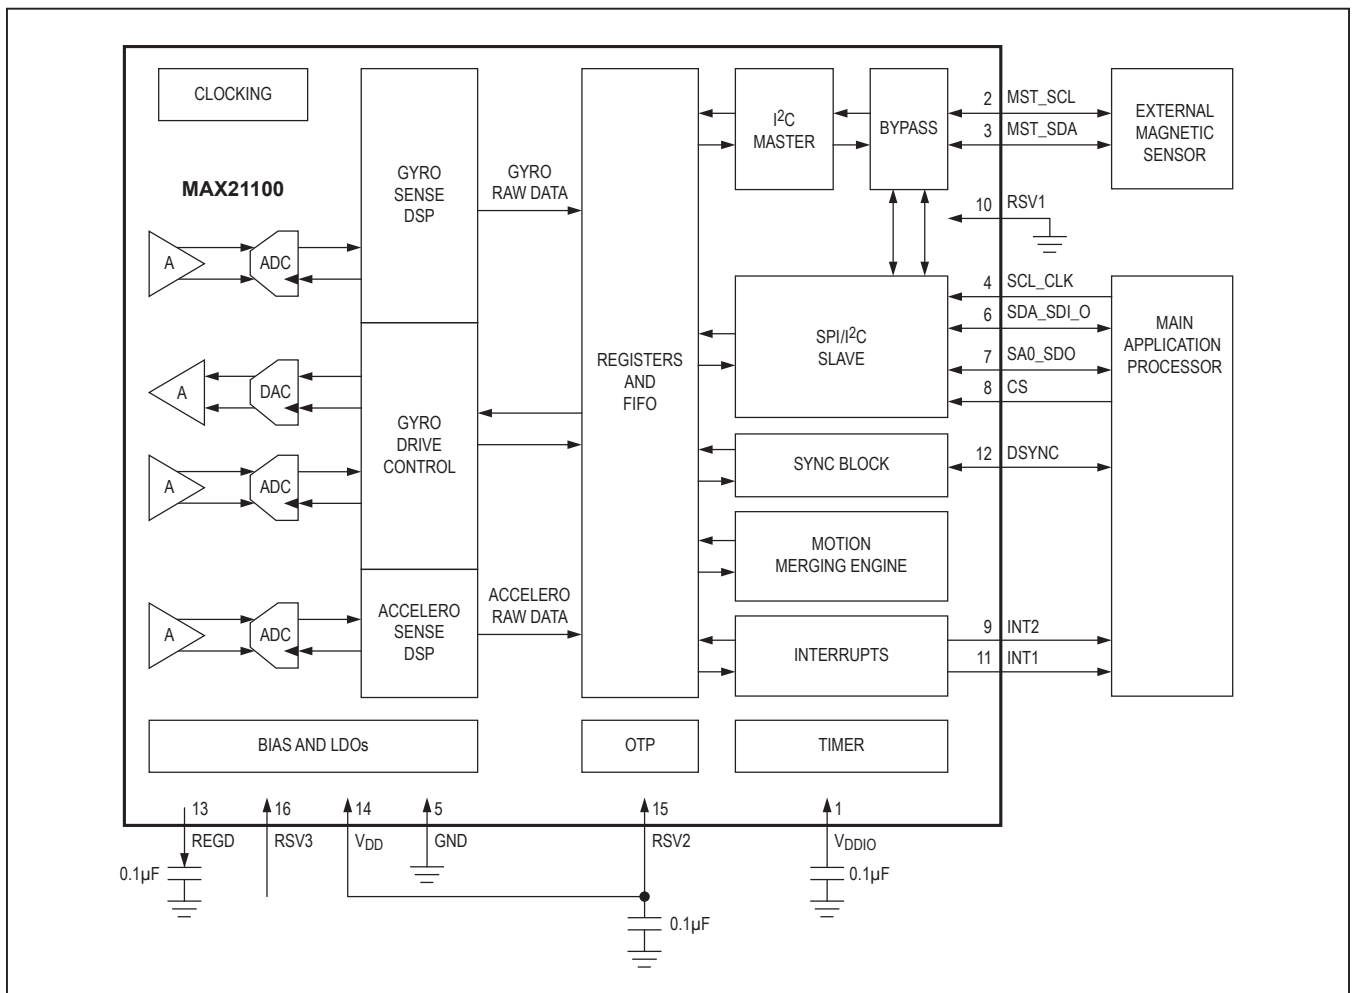 CLOCKING
MAX21100
A
ADC
A
DAC
A
ADC
A
ADC
GYRO
SENSE
DSP
GYRO
DRIVE
CONTROL
ACCELERO
SENSE
DSP
GYRO
RAW DATA
ACCELERO
RAW DATA
REGISTERS
AND
FIFO
I²C
MASTER
BYPASS
SPI/I²C
SLAVE
SYNC BLOCK
MOTION
MERGING ENGINE
INTERRUPTS
BIAS AND LDOs
OTP
TIMER
2 MST_SCL
3 MST_SDA
10 RSV1
4 SCL_CLK
6 SDA_SDI_O
7 SA0_SDO
8 CS
12 DSYNC
9 INT2
11 INT1
EXTERNAL
MAGNETIC
SENSOR
MAIN
APPLICATION
PROCESSOR
13
REGD
16
RSV3
14
VDD
5
GND
15
RSV2
1
VDDIO
0.1µF
0.1µF
0.1µF